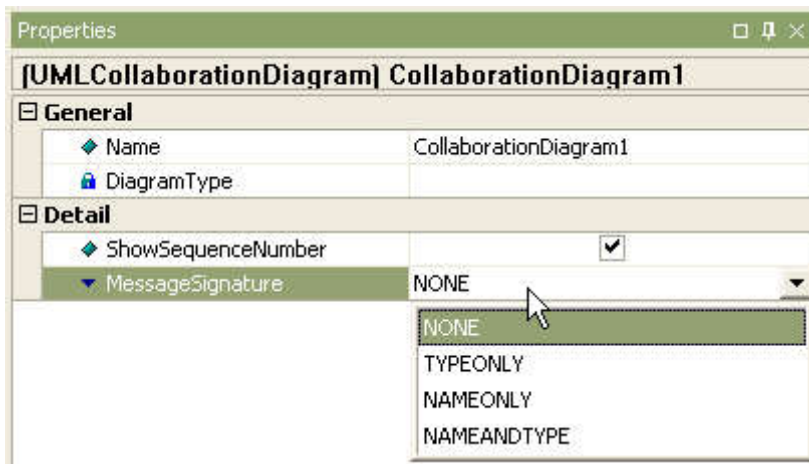 Properties
(UMLCollaborationDiagram) CollaborationDiagram1
General
Name CollaborationDiagram1
DiagramType
Detail
ShowSequenceNumber
MessageSignature NONE
NONE
TYPEONLY
NAMEONLY
NAMEANDTYPE